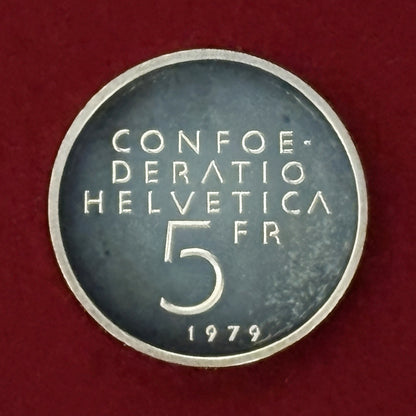 CONFOE-
DERATIO
HELVETICA
5 FR
1979